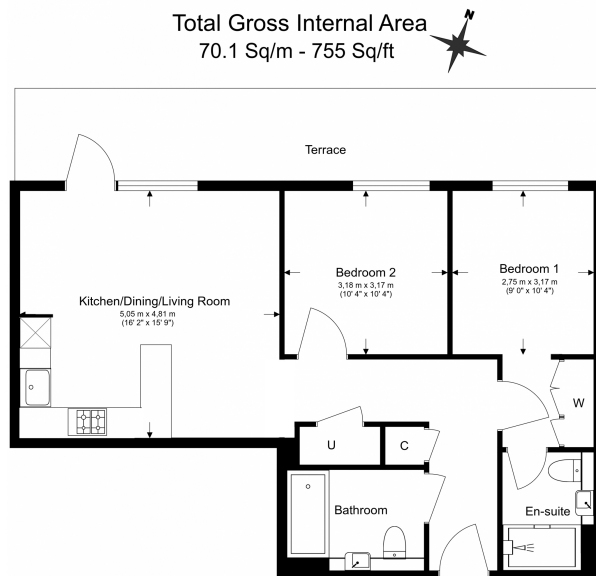 Total Gross Internal Area
70.1 Sq/m - 755 Sq/ft
N
Terrace
Kitchen/Dining/Living Room
5,05 m x 4,81 m
(16' 2" x 15' 9")
Bedroom 2
3,18 m x 3,17 m
(10' 4" x 10' 4")
Bedroom 1
2,75 m x 3,17 m
(9' 0" x 10' 4")
W
U
C
Bathroom
En-suite